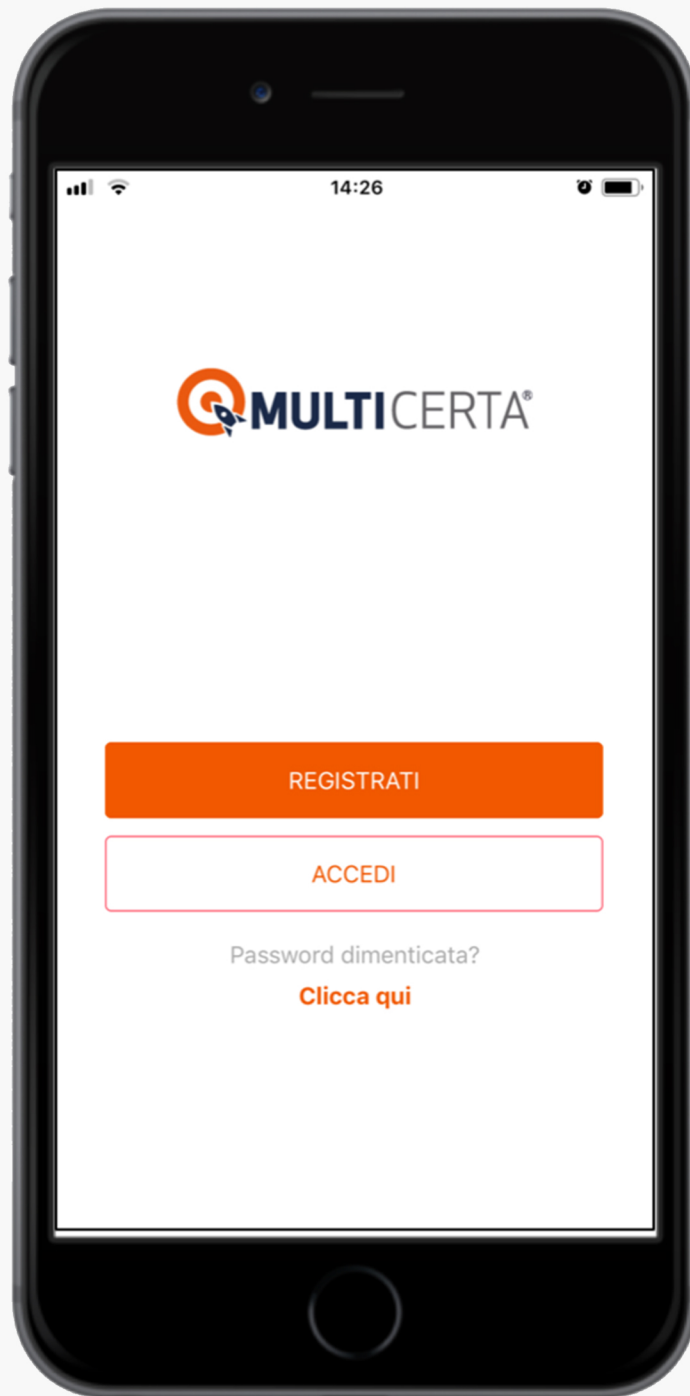 14:26
MULTICERTA®
REGISTRATI
ACCEDI
Password dimenticata?
Clicca qui